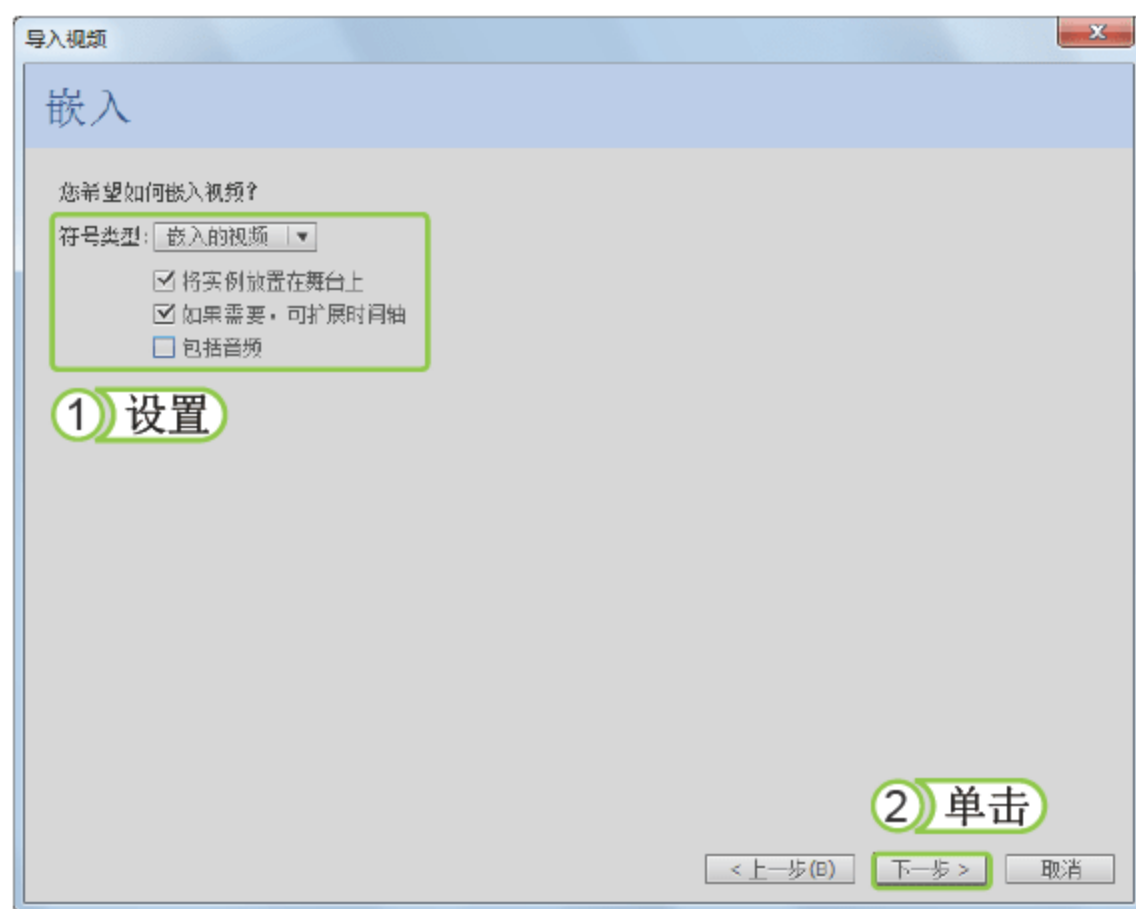 导入视频
嵌入
您希望如何嵌入视频?
符号类型: 嵌入的视频
将实例放置在舞台上
如果需要，可扩展时间轴
包括音频
1 设置
2 单击
< 上一步(B) 下一步 > 取消